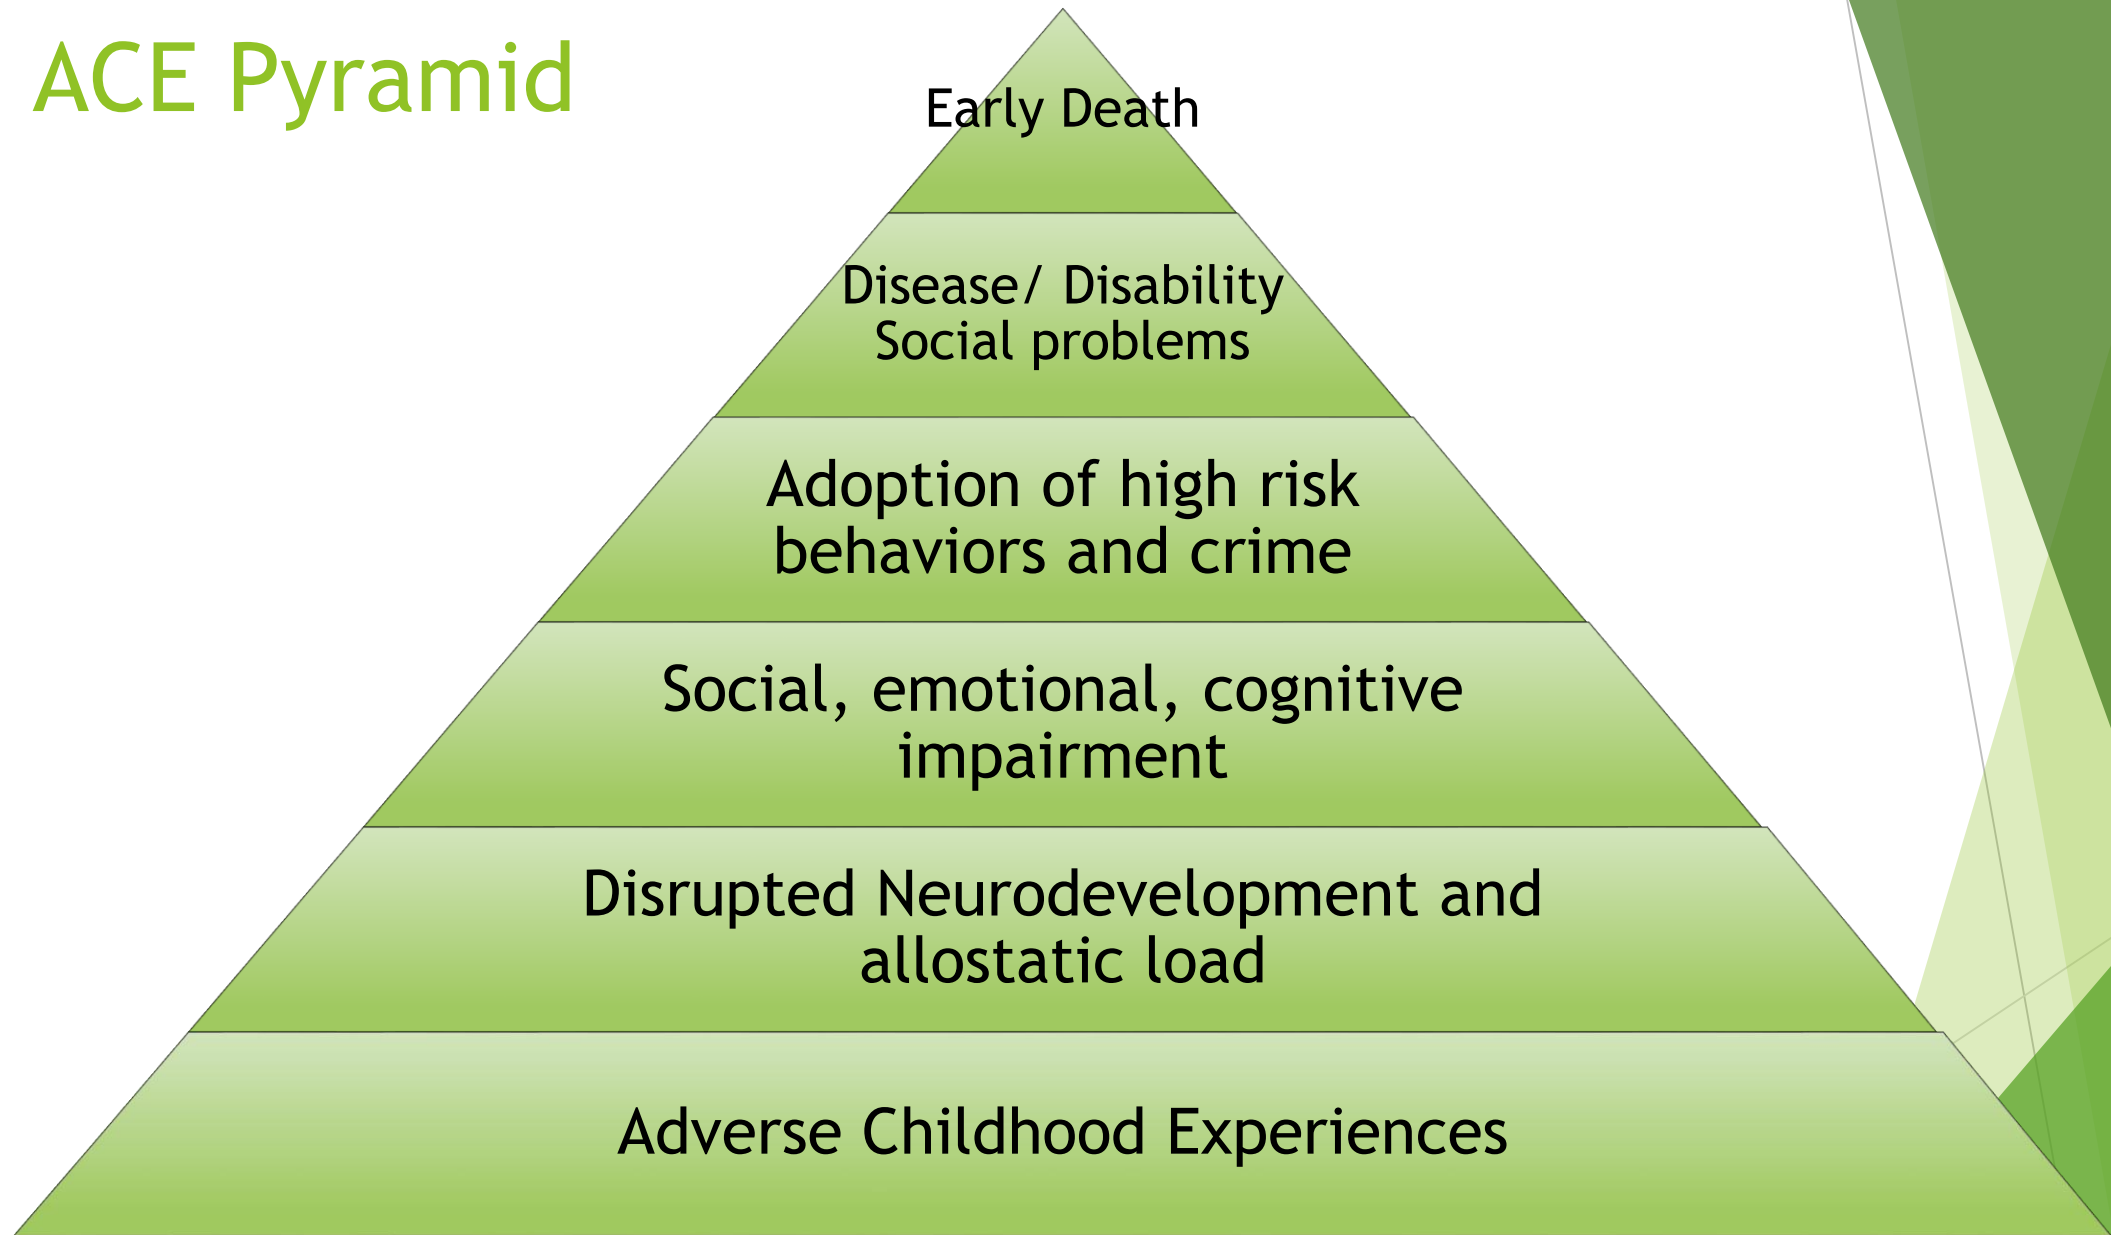 ACE Pyramid
Early Death
Disease/ Disability
Social problems
Adoption of high risk
behaviors and crime
Social, emotional, cognitive
impairment
Disrupted Neurodevelopment and
allostatic load
Adverse Childhood Experiences